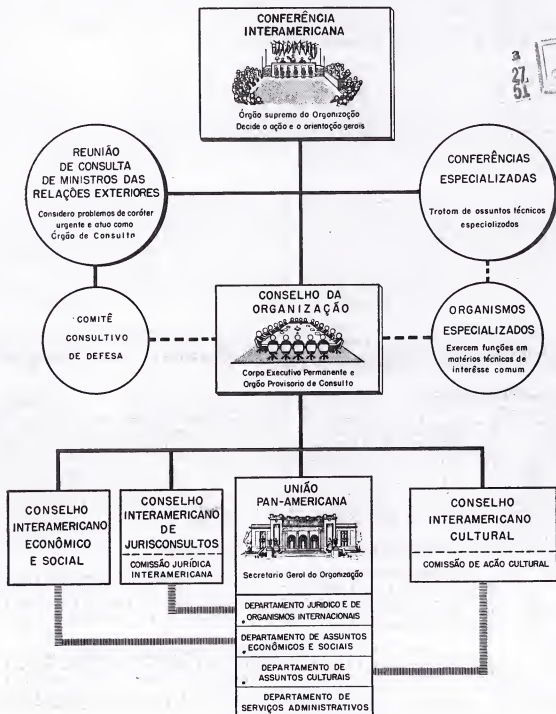 CONFERÊNCIA
INTERAMERICANA
Órgão supremo da Organização
Decide a ação e a orientação gerais
a
27
51
REUNIÃO
DE CONSULTA
DE MINISTROS DAS
RELAÇÕES EXTERIORES
Considera problemas de caráter
urgente e atua como
Órgão de Consulta
CONFERÊNCIAS
ESPECIALIZADAS
Tratam de assuntos técnicos
especializados
COMITÊ
CONSULTIVO
DE DEFESA
CONSELHO DA
ORGANIZAÇÃO
Corpo Executivo Permanente e
Orgão Provisorio de Consulta
ORGANISMOS
ESPECIALIZADOS
Exercem funções em
matérias técnicas de
interêsse comum
CONSELHO
INTERAMERICANO
ECONÔMICO
E SOCIAL
CONSELHO
INTERAMERICANO
DE
JURISCONSULTOS
COMISSÃO JURÍDICA
INTERAMERICANA
UNIÃO
PAN-AMERICANA
Secretaria Geral da Organização
DEPARTAMENTO JURIDICO E DE
ORGANISMOS INTERNACIONAIS
DEPARTAMENTO DE ASSUNTOS
ECONÔMICOS E SOCIAIS
DEPARTAMENTO DE
ASSUNTOS CULTURAIS
DEPARTAMENTO DE
SERVIÇOS ADMINISTRATIVOS
CONSELHO
INTERAMERICANO
CULTURAL
COMISSÃO DE AÇÃO CULTURAL